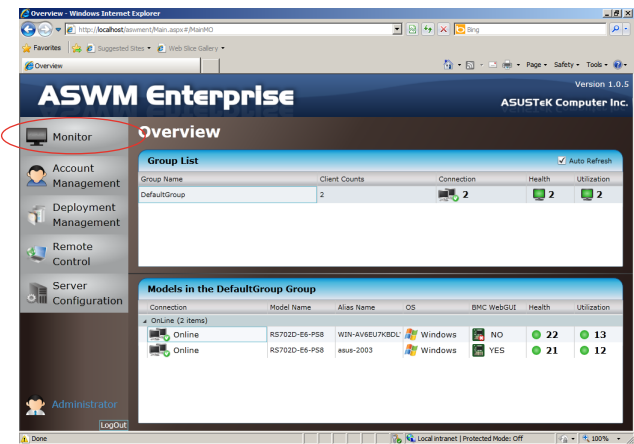 Overview - Windows Internet Explorer
http://localhost/aswment/Main.aspx#/MainMO
Bing
Favorites Suggested Sites Web Slice Gallery
Overview
Page Safety Tools
Version 1.0.5
ASWM Enterprise
ASUSTeK Computer Inc.
Monitor
Account Management
Deployment Management
Remote Control
Server Configuration
Administrator
LogOut
Overview
Group List
Auto Refresh
Group Name Client Counts Connection Health Utilization
DefaultGroup 2 2 2 2
Models in the DefaultGroup Group
Connection Model Name Alias Name OS BMC WebGUI Health Utilization
OnLine (2 items)
Online RS702D-E6-PS8 WIN-AV6EU7KBDL Windows NO 22 13
Online RS702D-E6-PS8 asus-2003 Windows YES 21 12
Done Local intranet | Protected Mode: Off 100%